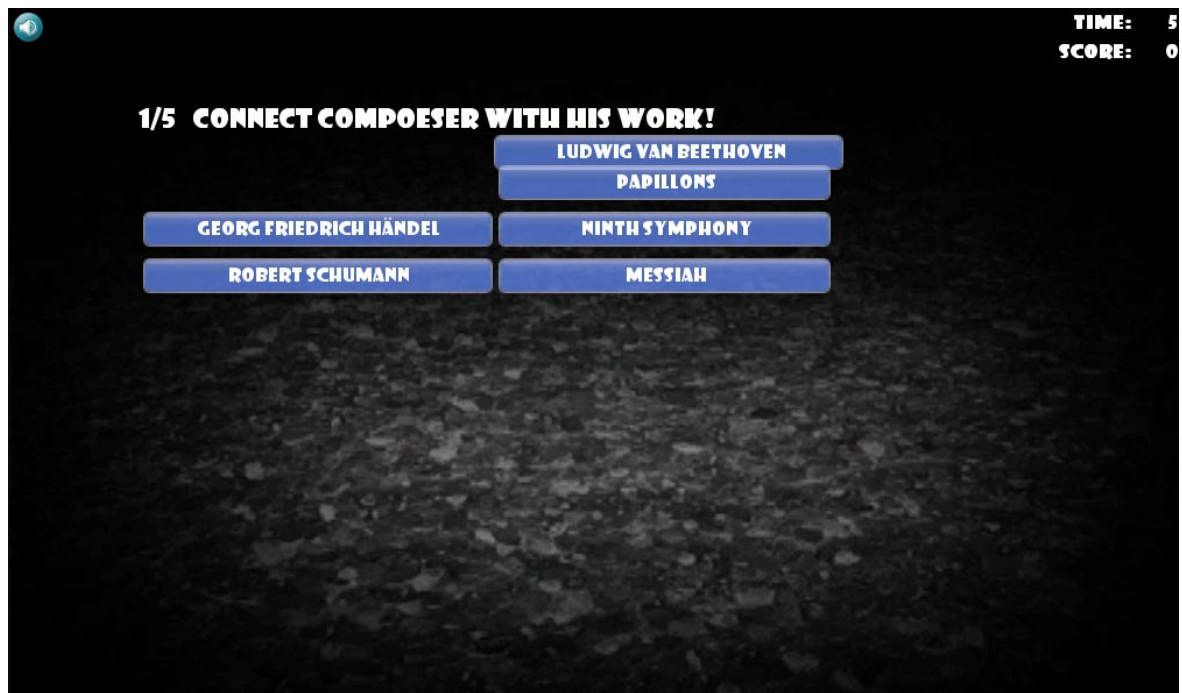 TIME: 5
SCORE: 0
1/5 CONNECT COMPOESER WITH HIS WORK!
LUDWIG VAN BEETHOVEN
PAPILLONS
GEORG FRIEDRICH HÄNDEL NINTH SYMPHONY
ROBERT SCHUMANN MESSIAH